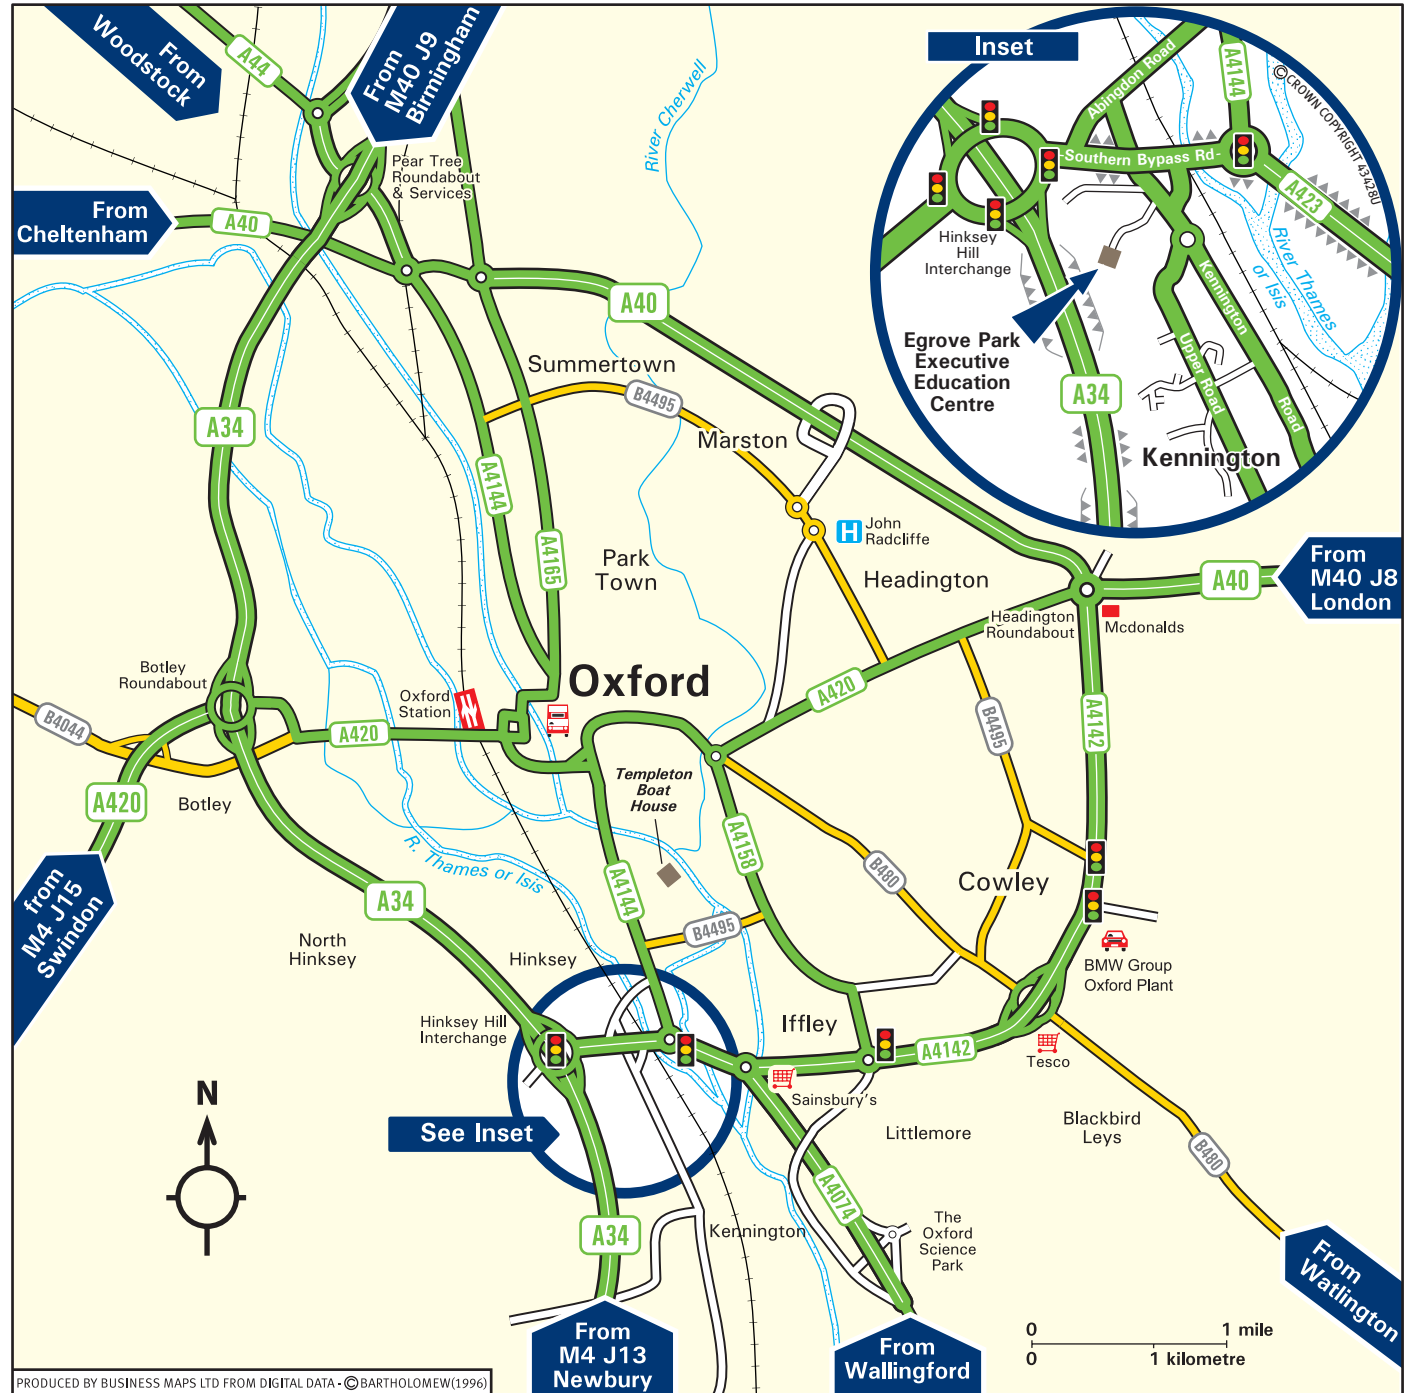 From
Woodstock
A44
From
M40 J9
Birmingham
Pear Tree
Roundabout
& Services
River Cherwell
From
Cheltenham
A40
A40
Inset
Abingdon Road
A4144
© CROWN COPYRIGHT 43428U
Southern Bypass Rd
A423
Hinksey
Hill
Interchange
River Thames
or Isis
Kennington
Road
Upper Road
Egrove Park
Executive
Education
Centre
A34
Kennington
Summertown
B4495
Marston
A34
A4144
A4165
Park
Town
H
John
Radcliffe
Headington
From
M40 J8
London
A40
Headington
Roundabout
Mcdonalds
Botley
Roundabout
Oxford
Station
Oxford
A420
B4495
A4142
B4044
A420
A420
Botley
Templeton
Boat
House
A4158
B480
Cowley
R. Thames or Isis
A4144
from
M4 J15
Swindon
A34
B4495
North
Hinksey
Hinksey
BMW Group
Oxford Plant
Hinksey Hill
Interchange
Iffley
A4142
Tesco
Sainsbury's
N
See Inset
Littlemore
Blackbird
Leys
B480
A4074
A34
Kennington
The
Oxford
Science
Park
From
Watlington
From
M4 J13
Newbury
From
Wallingford
0
1 mile
0
1 kilometre
PRODUCED BY BUSINESS MAPS LTD FROM DIGITAL DATA - © BARTHOLOMEW(1996)